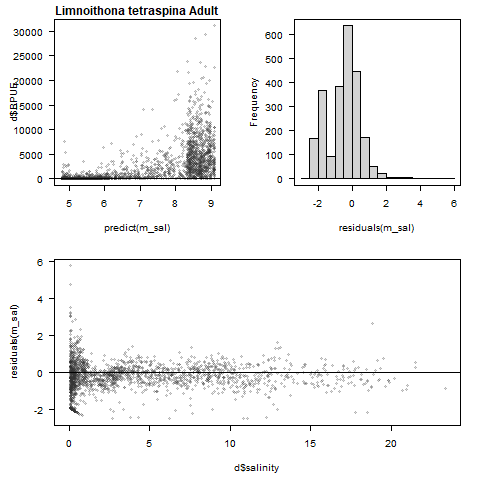 Limnoithona tetraspina Adult
30000
25000
20000
15000
10000
5000
0
d$BPUE
5 6 7 8 9
predict(m_sal)
600
500
400
300
200
100
0
Frequency
-2 0 2 4 6
residuals(m_sal)
6
4
2
0
-2
residuals(m_sal)
0 5 10 15 20
d$salinity